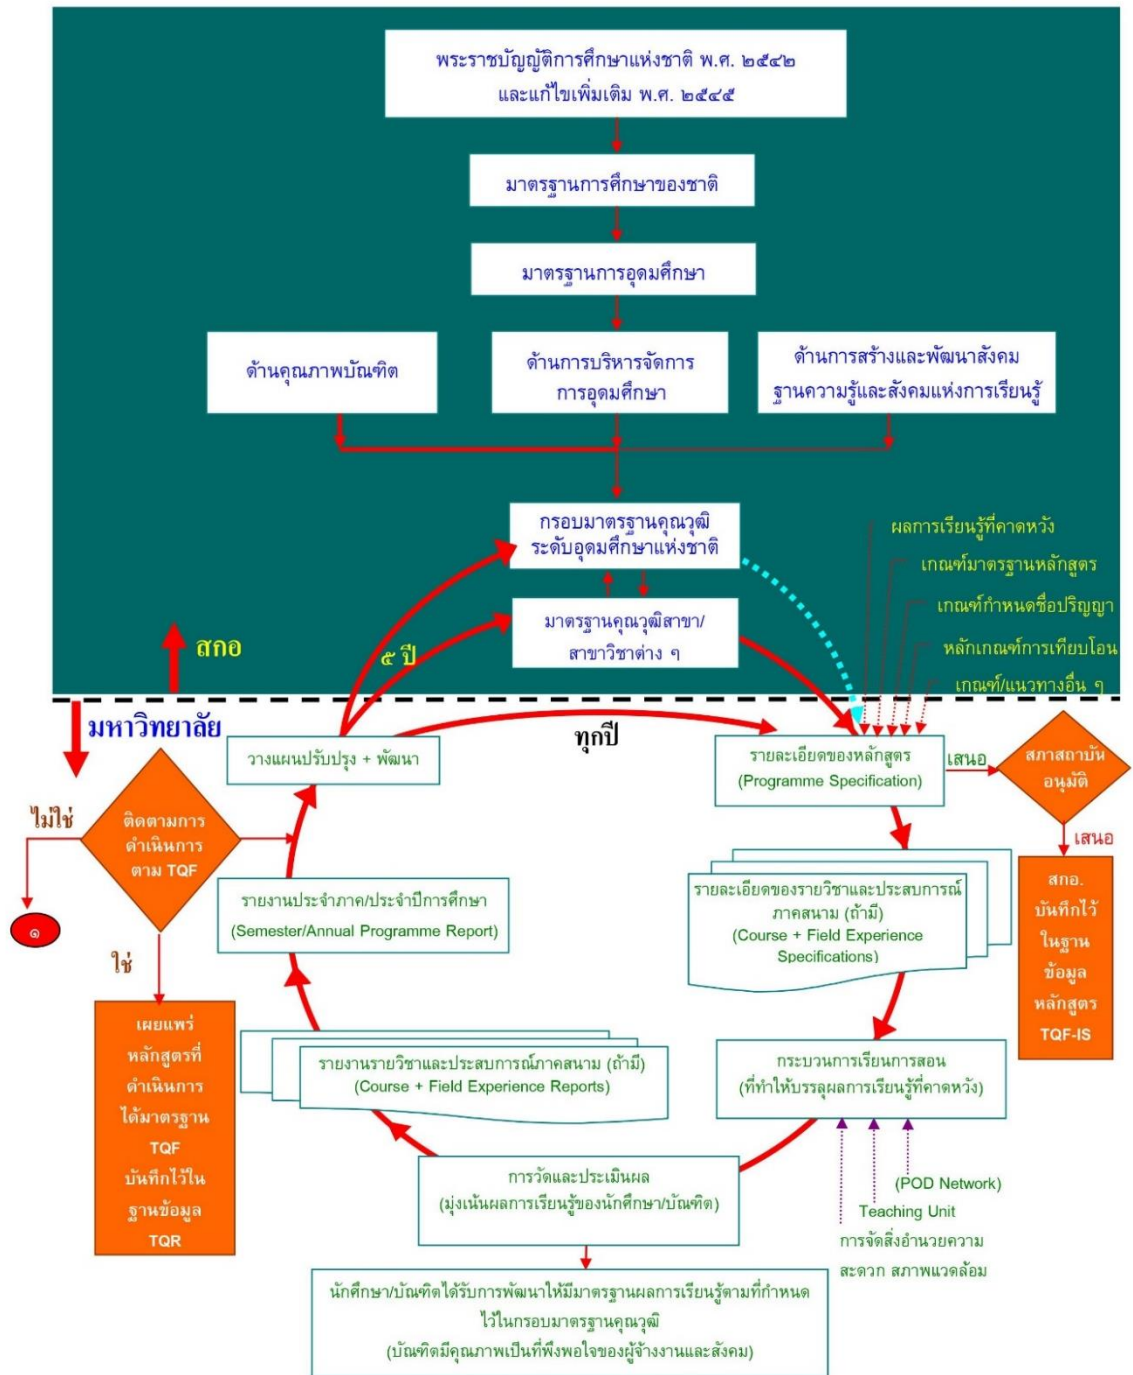 พระราชบัญญัติการศึกษาแห่งชาติ พ.ศ. ๒๕๔๒
และแก้ไขเพิ่มเติม พ.ศ. ๒๕๔๕
มาตรฐานการศึกษาของชาติ
มาตรฐานการอุดมศึกษา
ด้านคุณภาพบัณฑิต
ด้านการบริหารจัดการ
การอุดมศึกษา
ด้านการสร้างและพัฒนาสังคม
ฐานความรู้และสังคมแห่งการเรียนรู้
กรอบมาตรฐานคุณวุฒิ
ระดับอุดมศึกษาแห่งชาติ
ผลการเรียนรู้ที่คาดหวัง
เกณฑ์มาตรฐานหลักสูตร
เกณฑ์กำหนดชื่อปริญญา
หลักเกณฑ์การเทียบโอน
เกณฑ์/แนวทางอื่น ๆ
มาตรฐานคุณวุฒิสาขา/
สาขาวิชาต่าง ๆ
สกอ
๕ ปี
มหาวิทยาลัย
ทุกปี
วางแผนปรับปรุง + พัฒนา
รายละเอียดของหลักสูตร
(Programme Specification)
เสนอ
สภาสถาบัน
อนุมัติ
เสนอ
สกอ.
บันทึกไว้
ในฐาน
ข้อมูล
หลักสูตร
TQF-IS
ไม่ใช่
ติดตามการ
ดำเนินการ
ตาม TQF
๑
ใช่
รายงานประจำภาค/ประจำปีการศึกษา
(Semester/Annual Programme Report)
รายละเอียดของรายวิชาและประสบการณ์
ภาคสนาม (ถ้ามี)
(Course + Field Experience
Specifications)
เผยแพร่
หลักสูตรที่
ดำเนินการ
ได้มาตรฐาน
TQF
บันทึกไว้ใน
ฐานข้อมูล
TQR
รายงานรายวิชาและประสบการณ์ภาคสนาม (ถ้ามี)
(Course + Field Experience Reports)
กระบวนการเรียนการสอน
(ที่ทำให้บรรลุผลการเรียนรู้ที่คาดหวัง)
การวัดและประเมินผล
(มุ่งเน้นผลการเรียนรู้ของนักศึกษา/บัณฑิต)
(POD Network)
Teaching Unit
การจัดสิ่งอำนวยความ
สะดวก สภาพแวดล้อม
นักศึกษา/บัณฑิตได้รับการพัฒนาให้มีมาตรฐานผลการเรียนรู้ตามที่กำหนด
ไว้ในกรอบมาตรฐานคุณวุฒิ
(บัณฑิตมีคุณภาพเป็นที่พึงพอใจของผู้จ้างงานและสังคม)